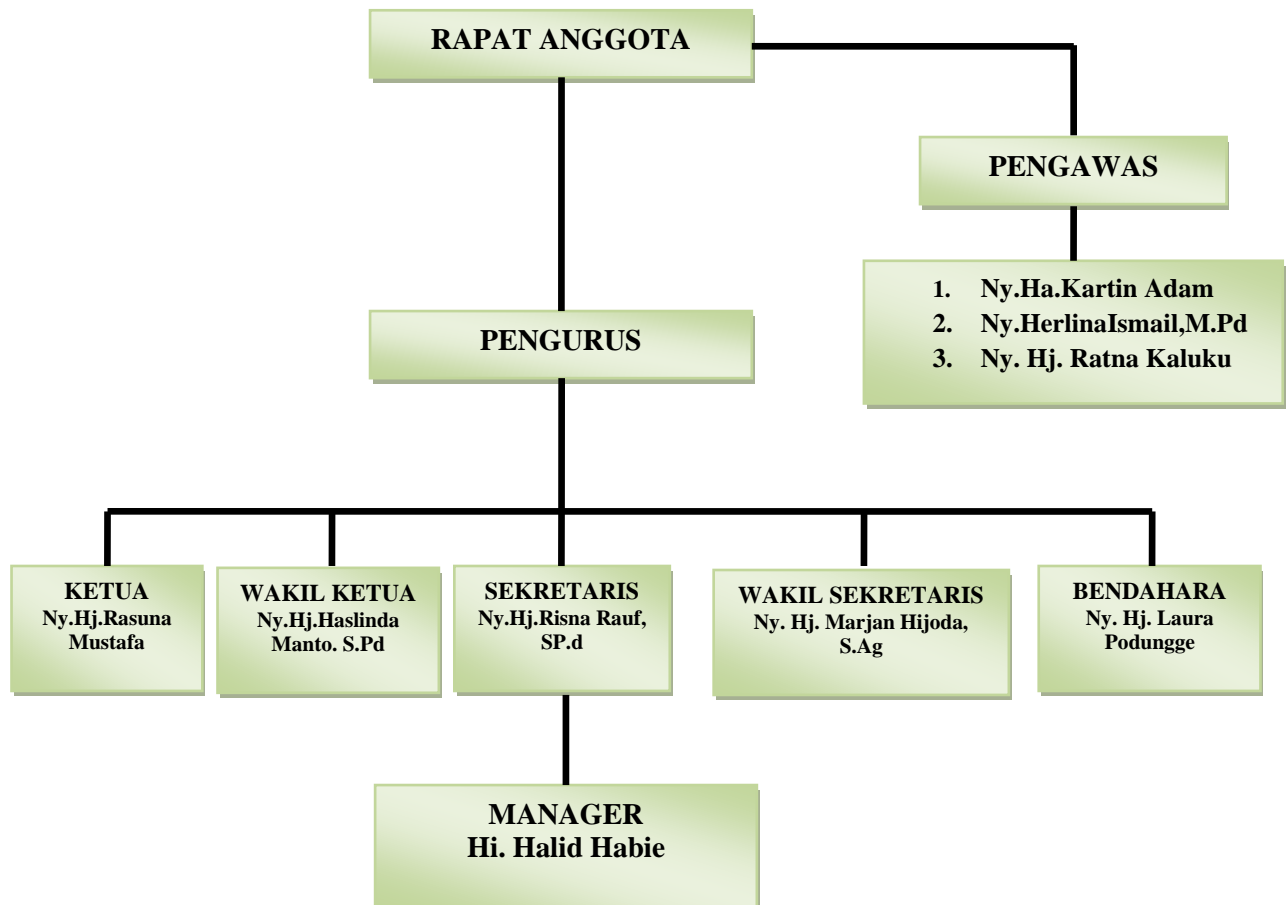 RAPAT ANGGOTA
PENGAWAS
1. Ny.Ha.Kartin Adam
2. Ny.HerlinaIsmail,M.Pd
3. Ny. Hj. Ratna Kaluku
PENGURUS
KETUA
Ny.Hj.Rasuna
Mustafa
WAKIL KETUA
Ny.Hj.Haslinda
Manto. S.Pd
SEKRETARIS
Ny.Hj.Risna Rauf,
SP.d
WAKIL SEKRETARIS
Ny. Hj. Marjan Hijoda,
S.Ag
BENDAHARA
Ny. Hj. Laura
Podungge
MANAGER
Hi. Halid Habie